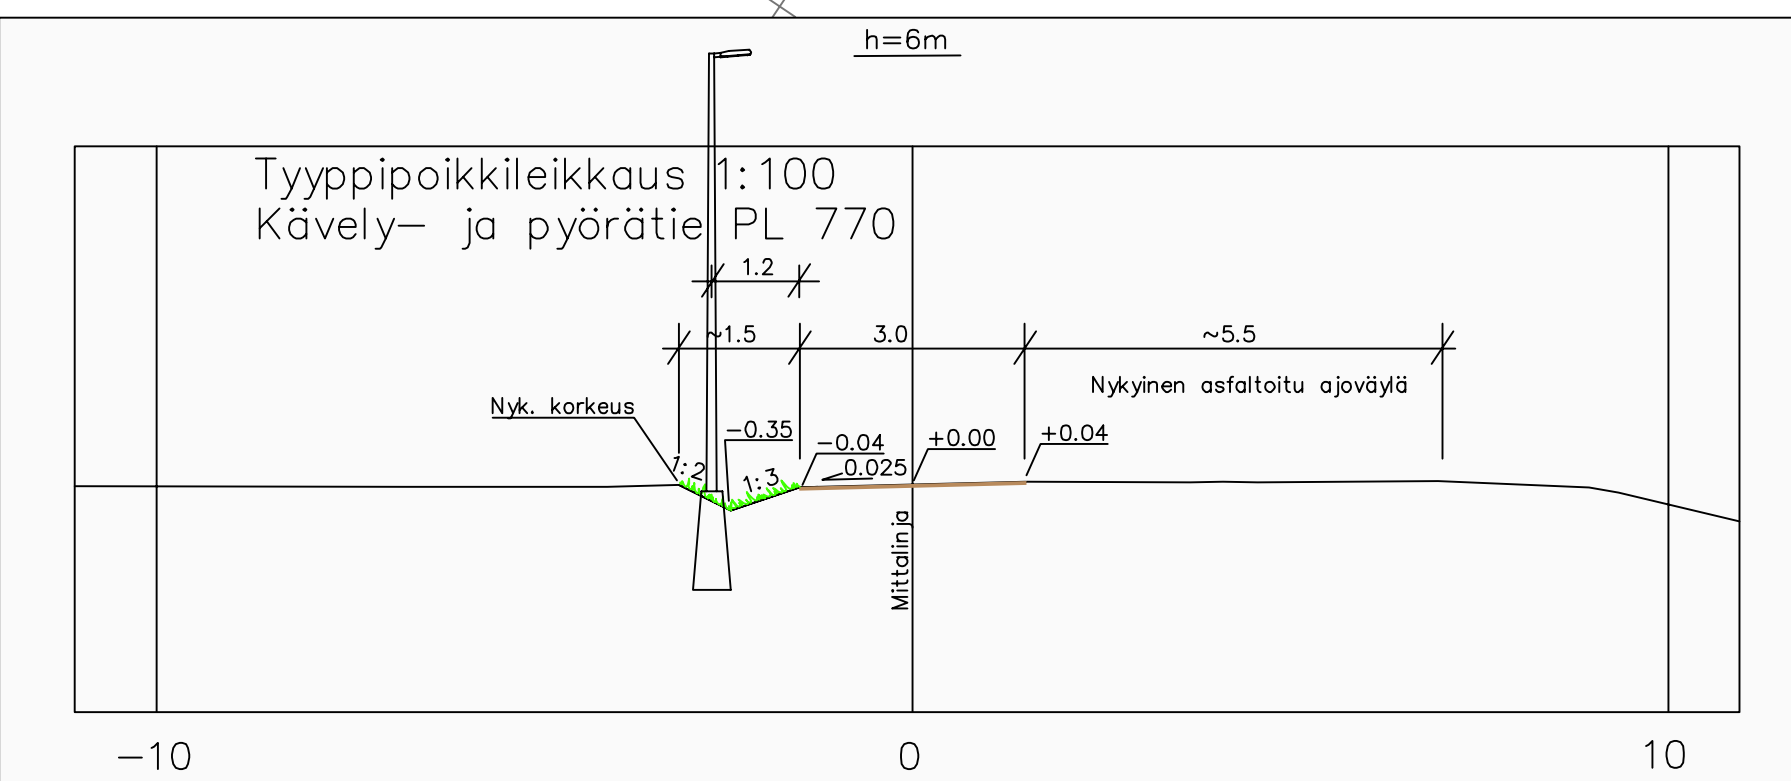 h=6m
Tyyppipoikkileikkaus 1:100
Kävely- ja pyörätie PL 770
1.2
~1.5
3.0
~5.5
Nykyinen asfaltoitu ajoväylä
Nyk. korkeus
-0.35
-0.04
+0.00
+0.04
1:2
1:3
0.025
Mittalinja
-10
0
10